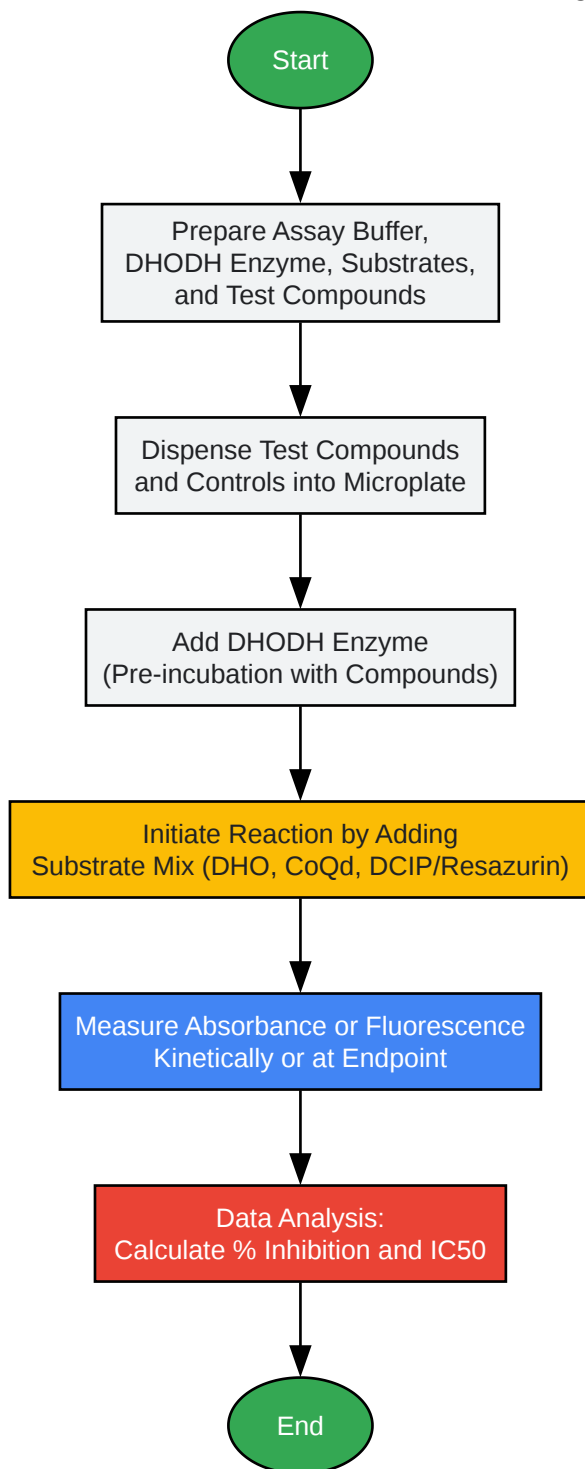 Start
Prepare Assay Buffer,
DHODH Enzyme, Substrates,
and Test Compounds
Dispense Test Compounds
and Controls into Microplate
Add DHODH Enzyme
(Pre-incubation with Compounds)
Initiate Reaction by Adding
Substrate Mix (DHO, CoQd, DCIP/Resazurin)
Measure Absorbance or Fluorescence
Kinetically or at Endpoint
Data Analysis:
Calculate % Inhibition and IC50
End